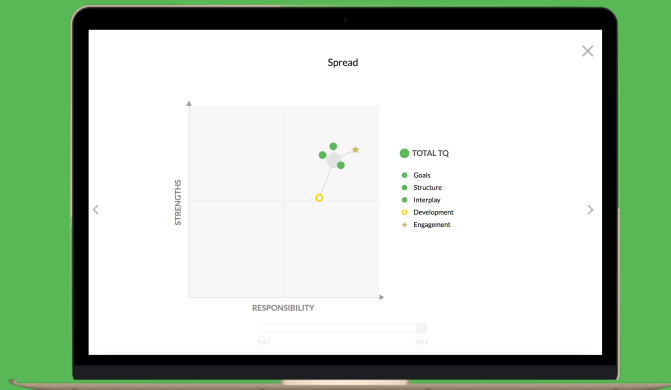 Spread
STRENGTHS
TOTAL TQ
Goals
Structure
Interplay
Development
Engagement
RESPONSIBILITY